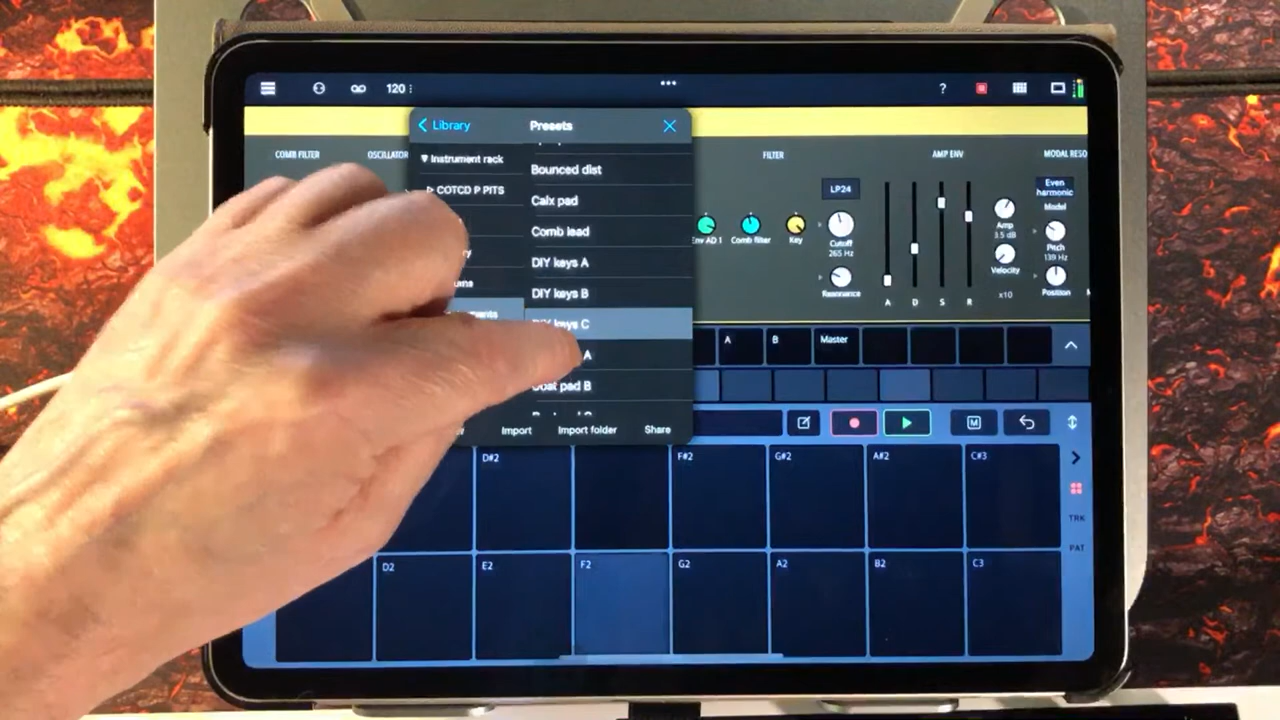 120
?
Library
Presets
COMB FILTER
OSCILLATOR
FILTER
AMP ENV
MODAL RESO
Instrument rack
COTCD P PITS
Bounced dist
Calx pad
Comb lead
DIY keys A
DIY keys B
keys C
A
pad B
Import
Import folder
Share
Env AD 1
Comb filter
Key
LP24
Cutoff
265 Hz
Resonance
A
D
S
R
Amp
3.5 dB
Velocity
x10
Even
harmonic
Model
Pitch
139 Hz
Position
A
B
Master
M
D#2
F#2
G#2
A#2
C#3
TRK
PAT
D2
E2
F2
G2
A2
B2
C3